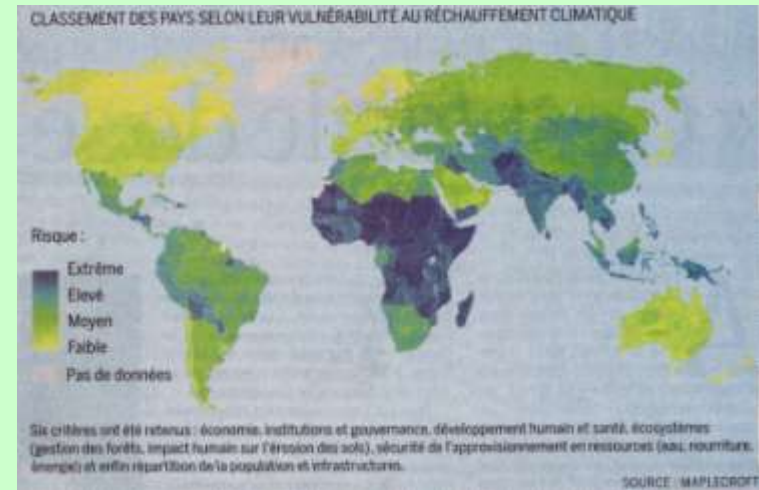 CLASSEMENT DES PAYS SELON LEUR VULNÉRABILITÉ AU RÉCHAUFFEMENT CLIMATIQUE
Risque :
Extrême
Elevé
Moyen
Faible
Pas de données
Six critères ont été retenus : économie, institutions et gouvernance, développement humain et santé, écosystèmes
(gestion des forêts, impact humain sur l'érosion des sols), sécurité de l'approvisionnement en ressources (eau, nourriture,
énergie) et enfin répartition de la population et infrastructures.
SOURCE : MAPLECROFT